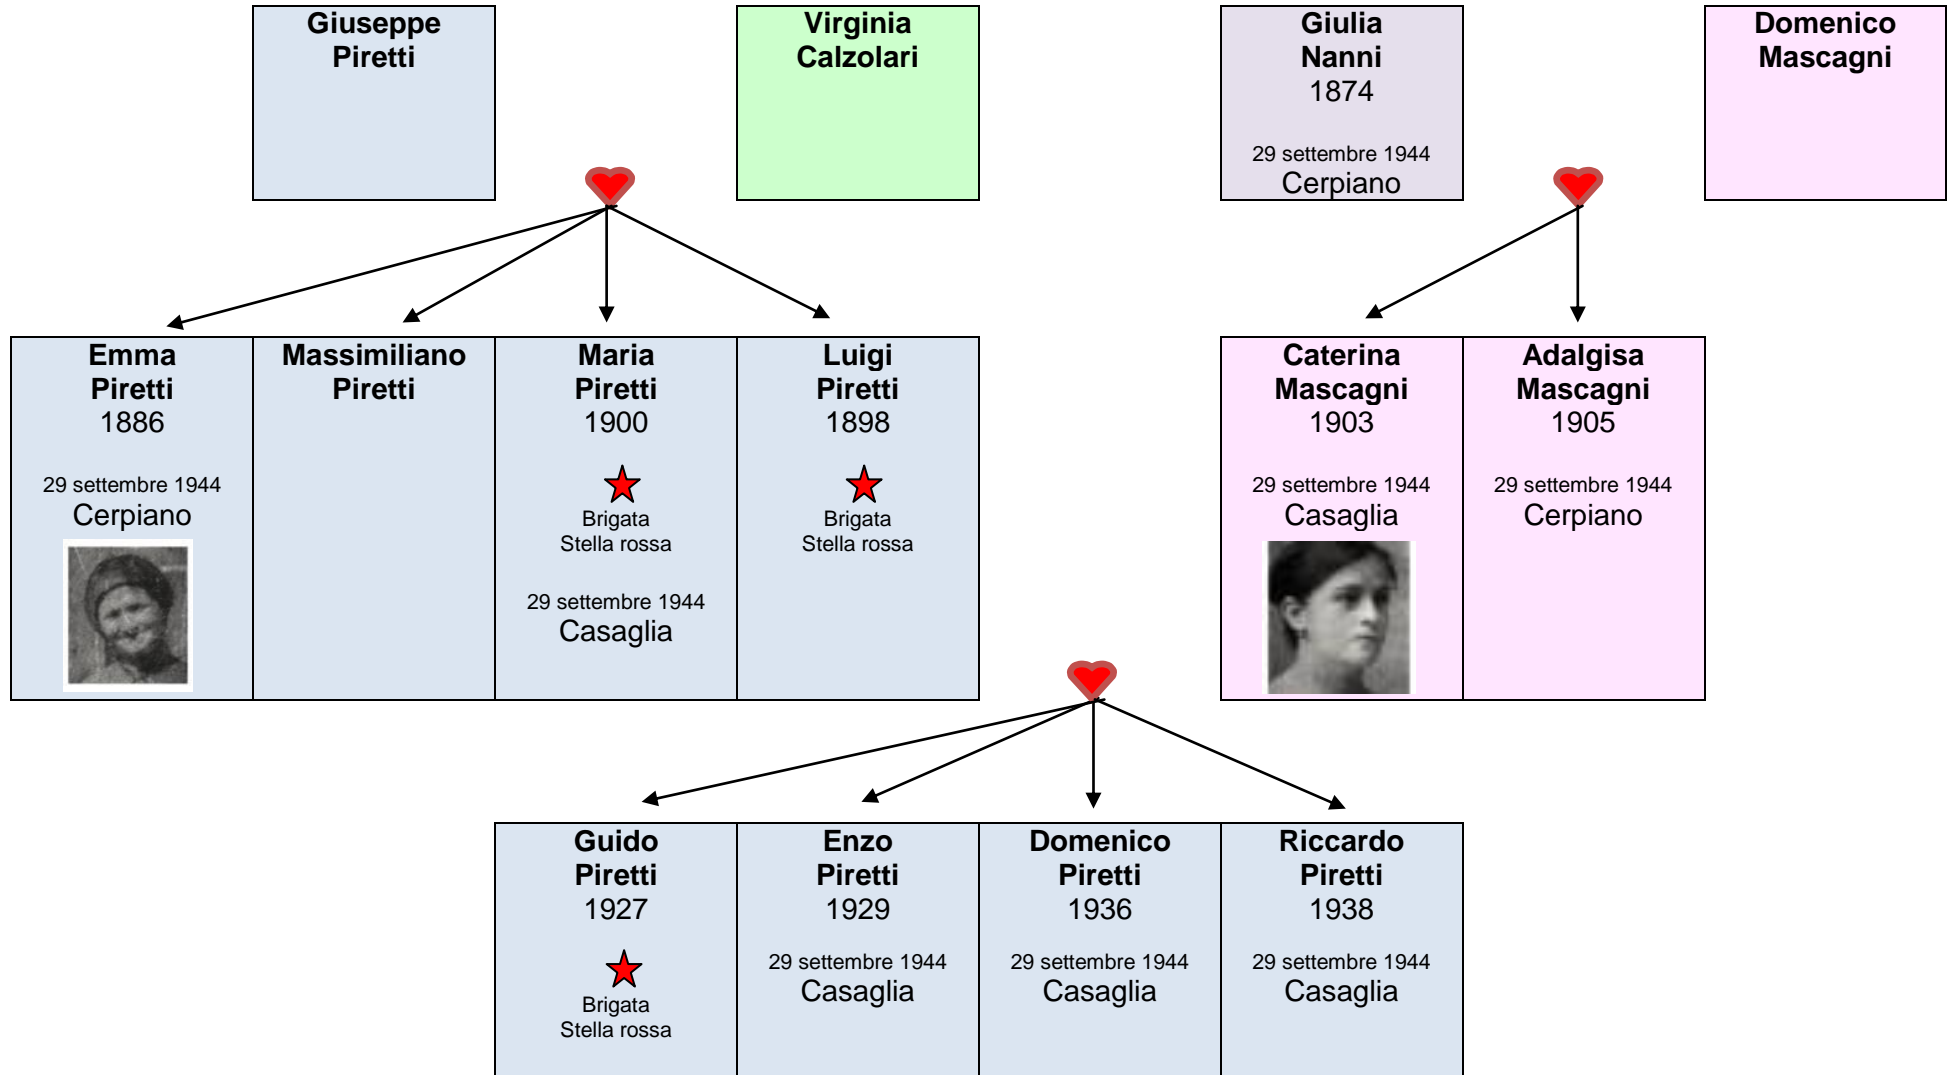 Giuseppe
Piretti
Virginia
Calzolari
Giulia
Nanni
1874
29 settembre 1944
Cerpiano
Domenico
Mascagni
Emma
Piretti
1886
29 settembre 1944
Cerpiano
Massimiliano
Piretti
Maria
Piretti
1900
Brigata
Stella rossa
29 settembre 1944
Casaglia
Luigi
Piretti
1898
Brigata
Stella rossa
Caterina
Mascagni
1903
29 settembre 1944
Casaglia
Adalgisa
Mascagni
1905
29 settembre 1944
Cerpiano
Guido
Piretti
1927
Brigata
Stella rossa
Enzo
Piretti
1929
29 settembre 1944
Casaglia
Domenico
Piretti
1936
29 settembre 1944
Casaglia
Riccardo
Piretti
1938
29 settembre 1944
Casaglia